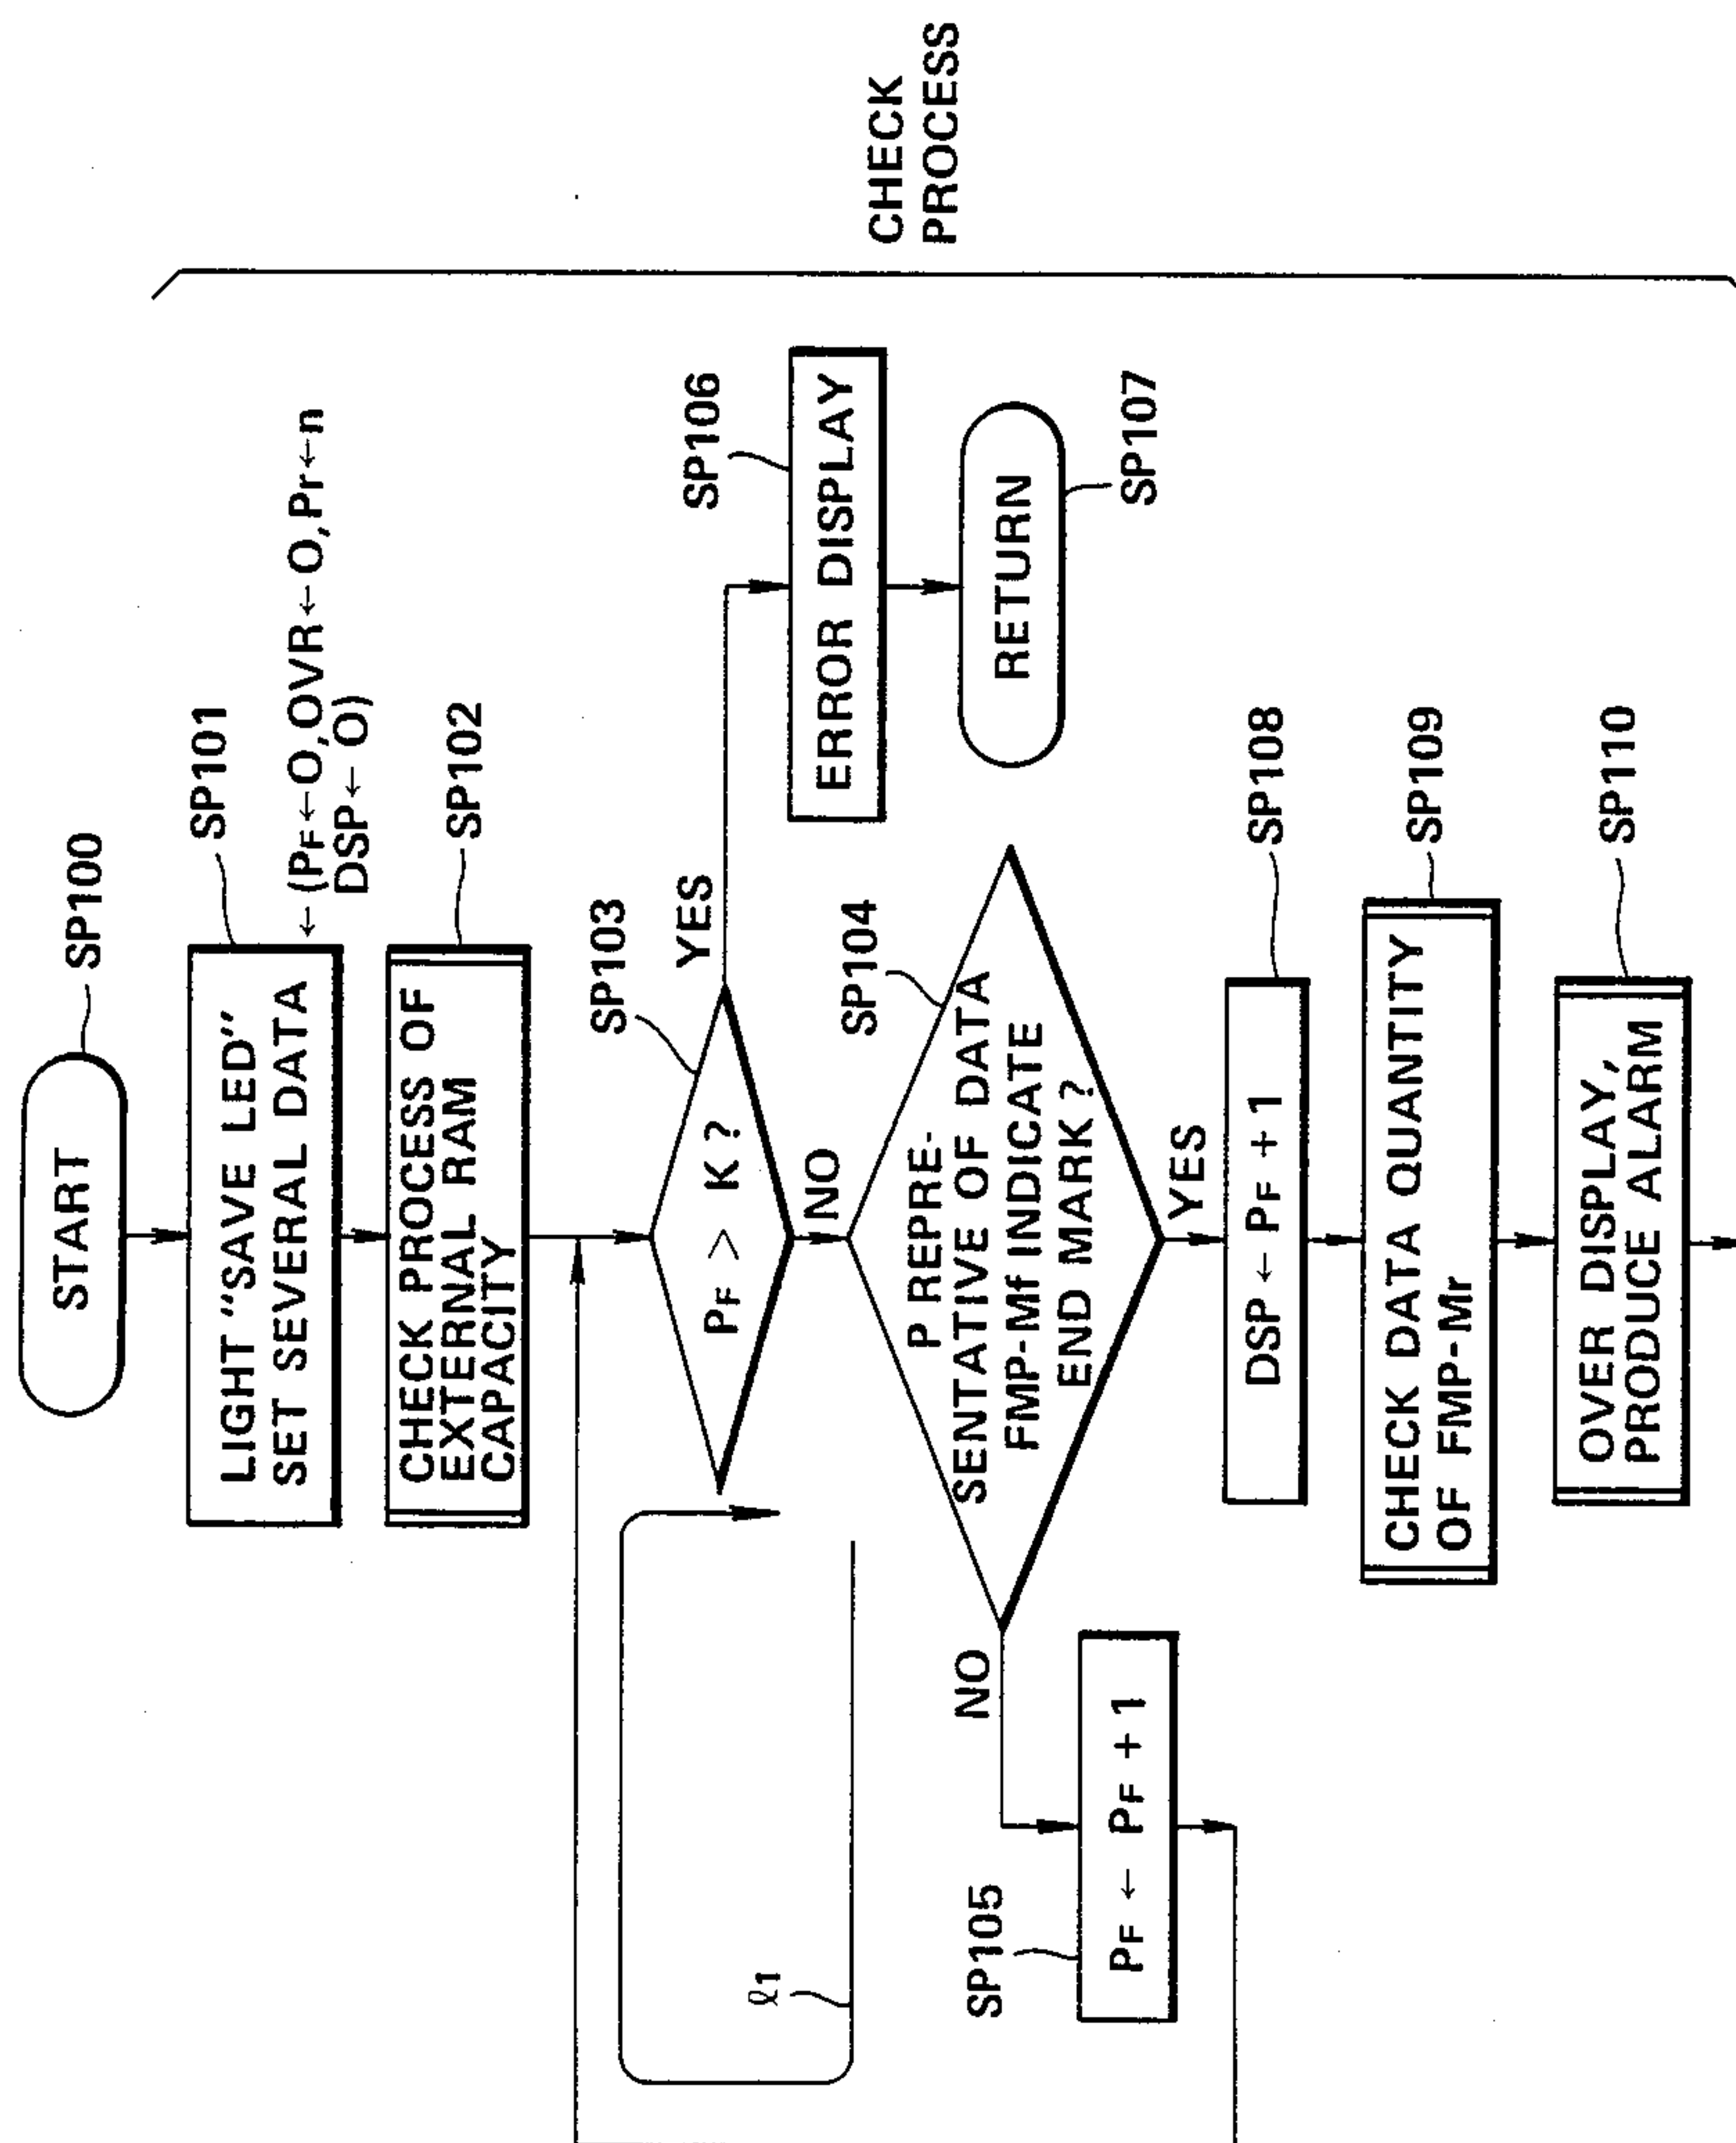 START
SP100
LIGHT "SAVE LED"
SET SEVERAL DATA
SP101
← (PF←O,OVR←O,Pr←n
DSP←O)
CHECK PROCESS OF
EXTERNAL RAM
CAPACITY
SP102
PF > K ?
SP103
YES
NO
ERROR DISPLAY
SP106
RETURN
SP107
ℓ1
P REPRE-
SENTATIVE OF DATA
FMP-Mf INDICATE
END MARK ?
SP104
NO
YES
SP105
PF ← PF + 1
DSP ← PF + 1
SP108
CHECK DATA QUANTITY
OF FMP-Mr
SP109
OVER DISPLAY,
PRODUCE ALARM
SP110
CHECK
PROCESS